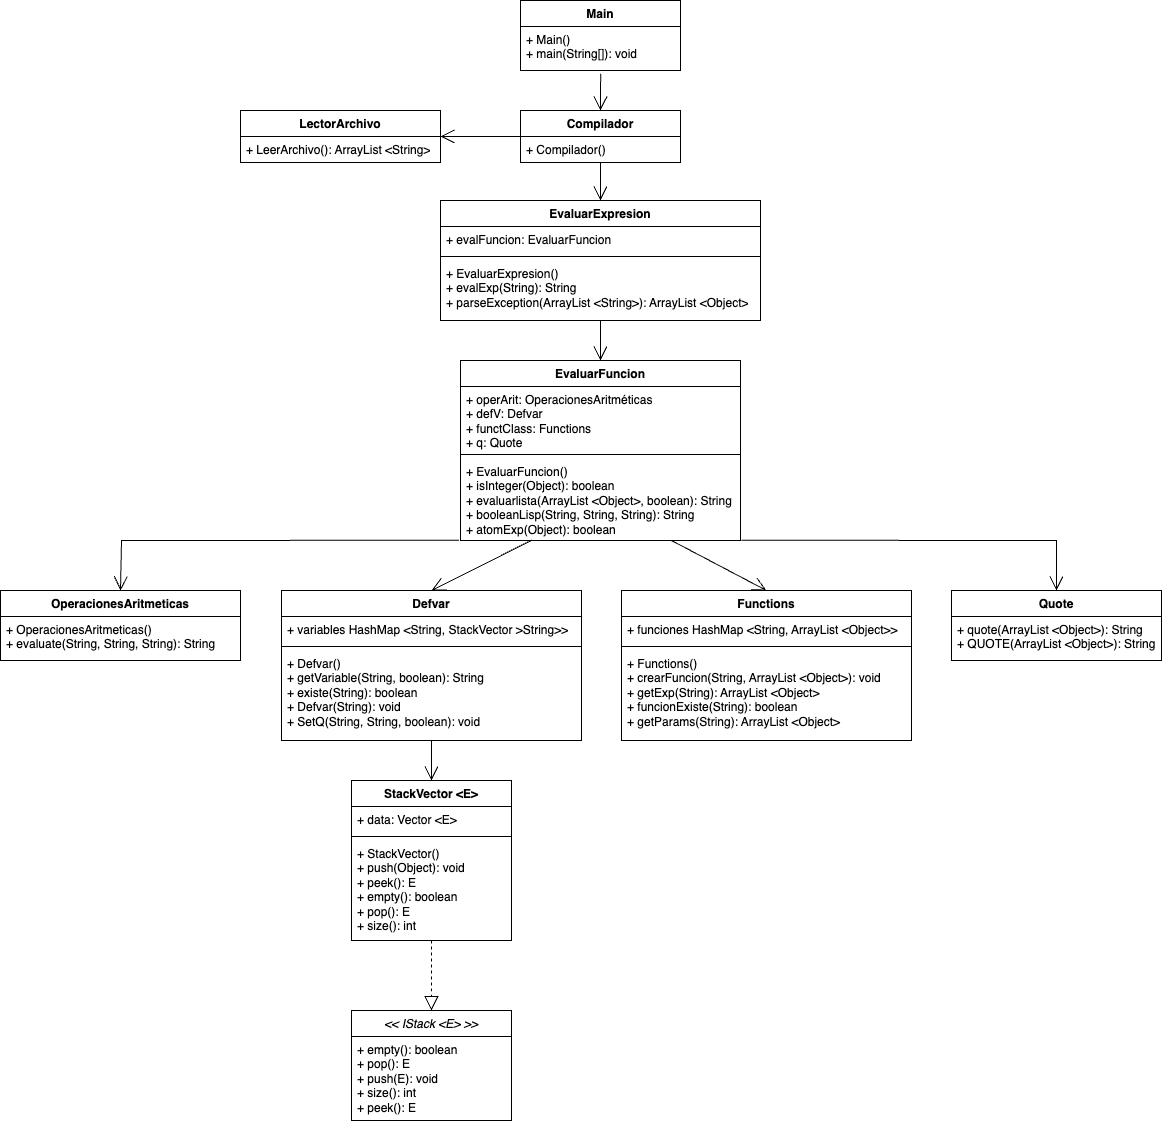 Main
+ Main()
+ main(String[]): void
LectorArchivo
+ LeerArchivo(): ArrayList <String>
Compilador
+ Compilador()
EvaluarExpresion
+ evalFuncion: EvaluarFuncion
+ EvaluarExpresion()
+ evalExp(String): String
+ parseException(ArrayList <String>): ArrayList <Object>
EvaluarFuncion
+ operArit: OperacionesAritméticas
+ defV: Defvar
+ functClass: Functions
+ q: Quote
+ EvaluarFuncion()
+ isInteger(Object): boolean
+ evaluarlista(ArrayList <Object>, boolean): String
+ booleanLisp(String, String, String): String
+ atomExp(Object): boolean
OperacionesAritmeticas
+ OperacionesAritmeticas()
+ evaluate(String, String, String): String
Defvar
+ variables HashMap <String, StackVector >String>>
+ Defvar()
+ getVariable(String, boolean): String
+ existe(String): boolean
+ Defvar(String): void
+ SetQ(String, String, boolean): void
Functions
+ funciones HashMap <String, ArrayList <Object>>
+ Functions()
+ crearFuncion(String, ArrayList <Object>): void
+ getExp(String): ArrayList <Object>
+ funcionExiste(String): boolean
+ getParams(String): ArrayList <Object>
Quote
+ quote(ArrayList <Object>): String
+ QUOTE(ArrayList <Object>): String
StackVector <E>
+ data: Vector <E>
+ StackVector()
+ push(Object): void
+ peek(): E
+ empty(): boolean
+ pop(): E
+ size(): int
<< IStack <E> >>
+ empty(): boolean
+ pop(): E
+ push(E): void
+ size(): int
+ peek(): E